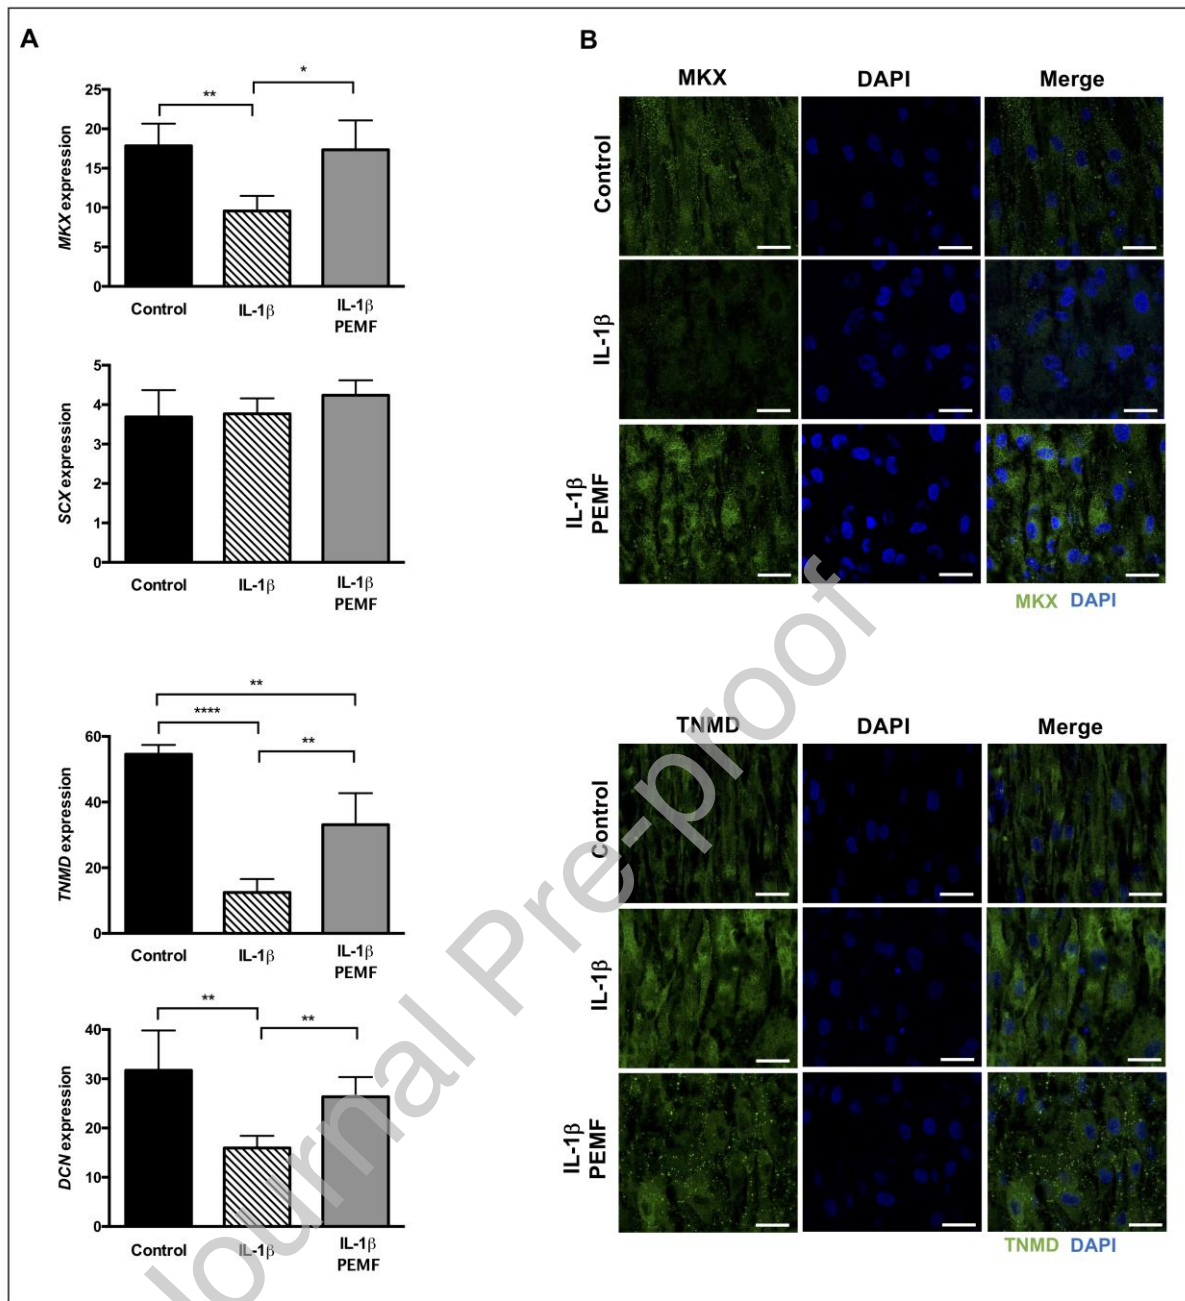 A
**
*
25
20
15
10
5
0
MKX expression
Control
IL-1β
IL-1β
PEMF
5
4
3
2
1
0
SCX expression
Control
IL-1β
IL-1β
PEMF
**
****
**
60
40
20
0
TNMD expression
Control
IL-1β
IL-1β
PEMF
**
**
40
30
20
10
0
DCN expression
Control
IL-1β
IL-1β
PEMF
B
MKX DAPI Merge
Control
IL-1β
IL-1β
PEMF
MKX DAPI
TNMD DAPI Merge
Control
IL-1β
IL-1β
PEMF
TNMD DAPI
Journal Pre-proof